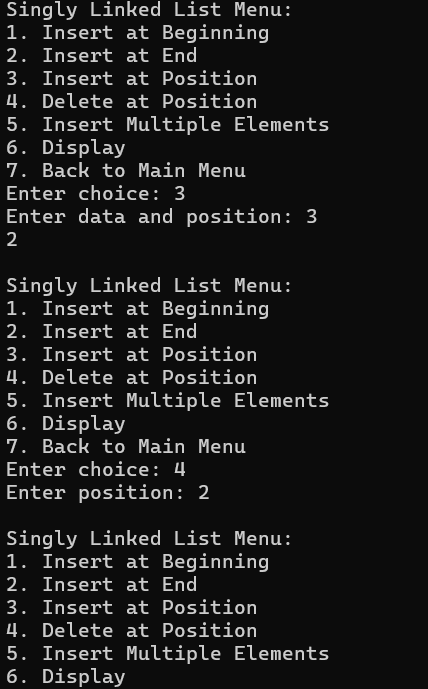 Singly Linked List Menu:
1. Insert at Beginning
2. Insert at End
3. Insert at Position
4. Delete at Position
5. Insert Multiple Elements
6. Display
7. Back to Main Menu
Enter choice: 3
Enter data and position: 3
2

Singly Linked List Menu:
1. Insert at Beginning
2. Insert at End
3. Insert at Position
4. Delete at Position
5. Insert Multiple Elements
6. Display
7. Back to Main Menu
Enter choice: 4
Enter position: 2

Singly Linked List Menu:
1. Insert at Beginning
2. Insert at End
3. Insert at Position
4. Delete at Position
5. Insert Multiple Elements
6. Display